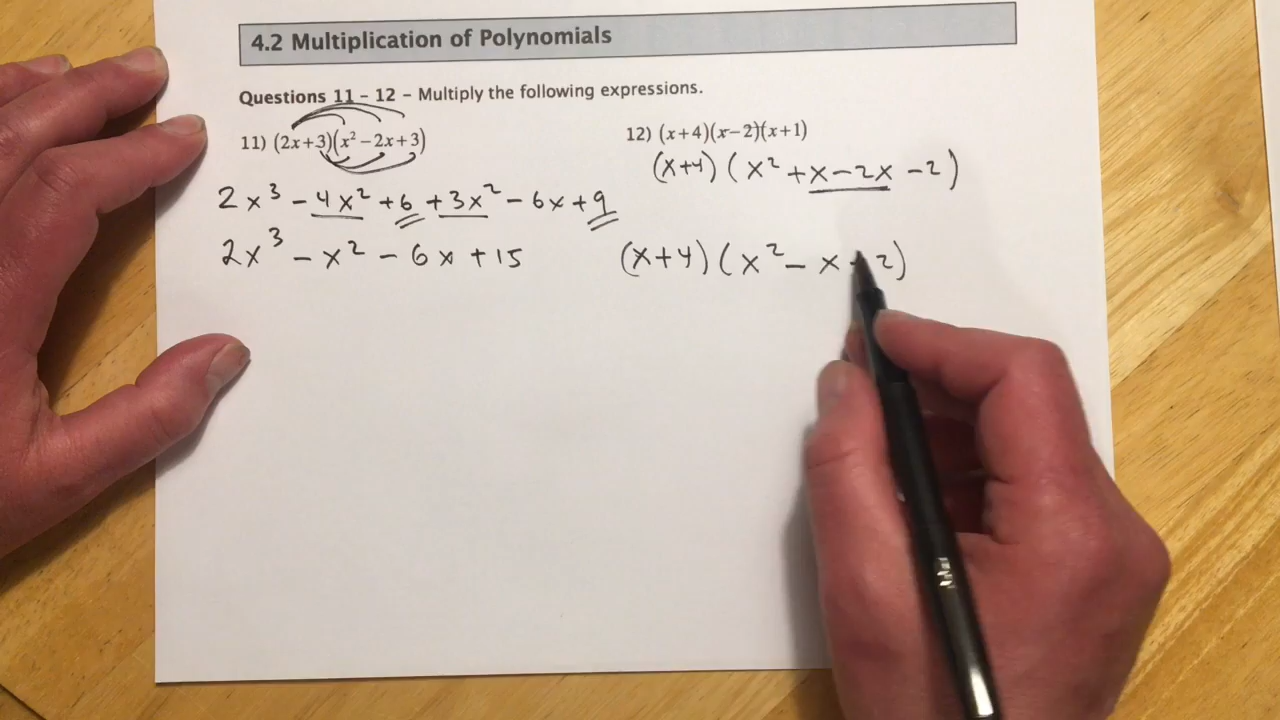 4.2 Multiplication of Polynomials
Questions 11 – 12 – Multiply the following expressions.
11) (2x+3)(x² − 2x+3)
2x³ − 4x² + 6 + 3x² − 6x + 9
2x³ − x² − 6x + 15
12) (x+4)(x−2)(x+1)
(x+4)(x² + x − 2x − 2)
(x+4)(x² − x − 2)